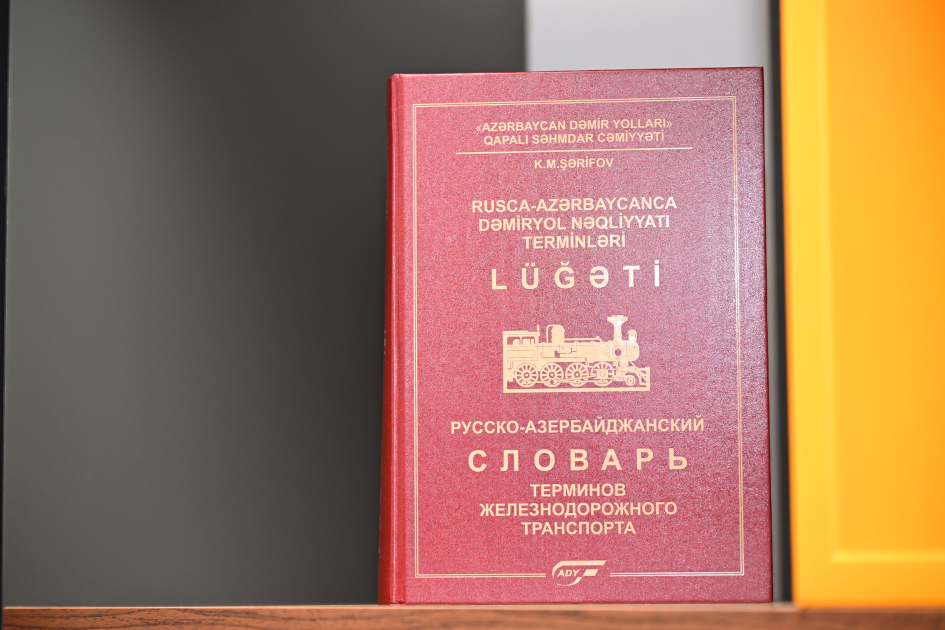 «AZƏRBAYCAN DƏMİR YOLLARI»
QAPALI SƏHMDAR CƏMİYYƏTİ
K.M.ŞƏRİFOV
RUSCA-AZƏRBAYCANCA
DƏMİRYOL NƏQLİYYATI
TERMİNLƏRİ
LÜĞƏTİ
РУССКО-АЗЕРБАЙДЖАНСКИЙ
СЛОВАРЬ
ТЕРМИНОВ
ЖЕЛЕЗНОДОРОЖНОГО
ТРАНСПОРТА
ADY